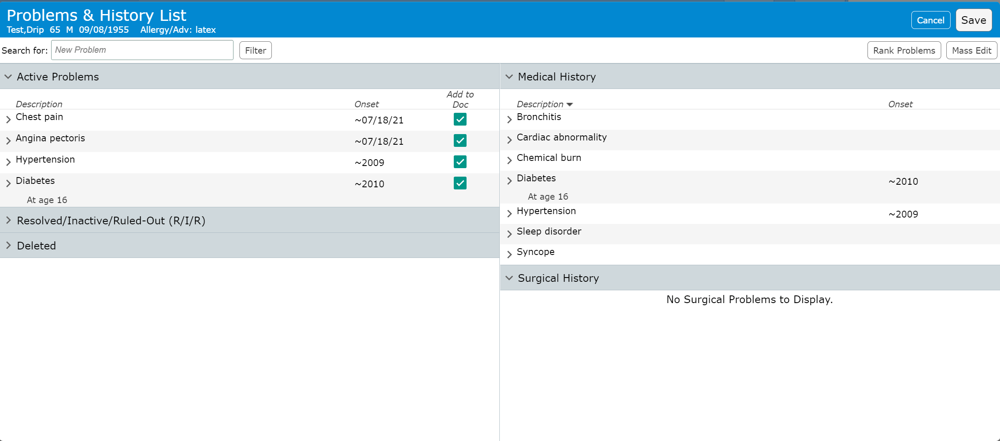 Problems & History List
Test,Drip 65 M 09/08/1955 Allergy/Adv: latex
Cancel
Save
Search for:
New Problem
Filter
Rank Problems
Mass Edit
Active Problems
Description
Onset
Add to
Doc
Chest pain
~07/18/21
Angina pectoris
~07/18/21
Hypertension
~2009
Diabetes
~2010
At age 16
Resolved/Inactive/Ruled-Out (R/I/R)
Deleted
Medical History
Description
Onset
Bronchitis
Cardiac abnormality
Chemical burn
Diabetes
~2010
At age 16
Hypertension
~2009
Sleep disorder
Syncope
Surgical History
No Surgical Problems to Display.